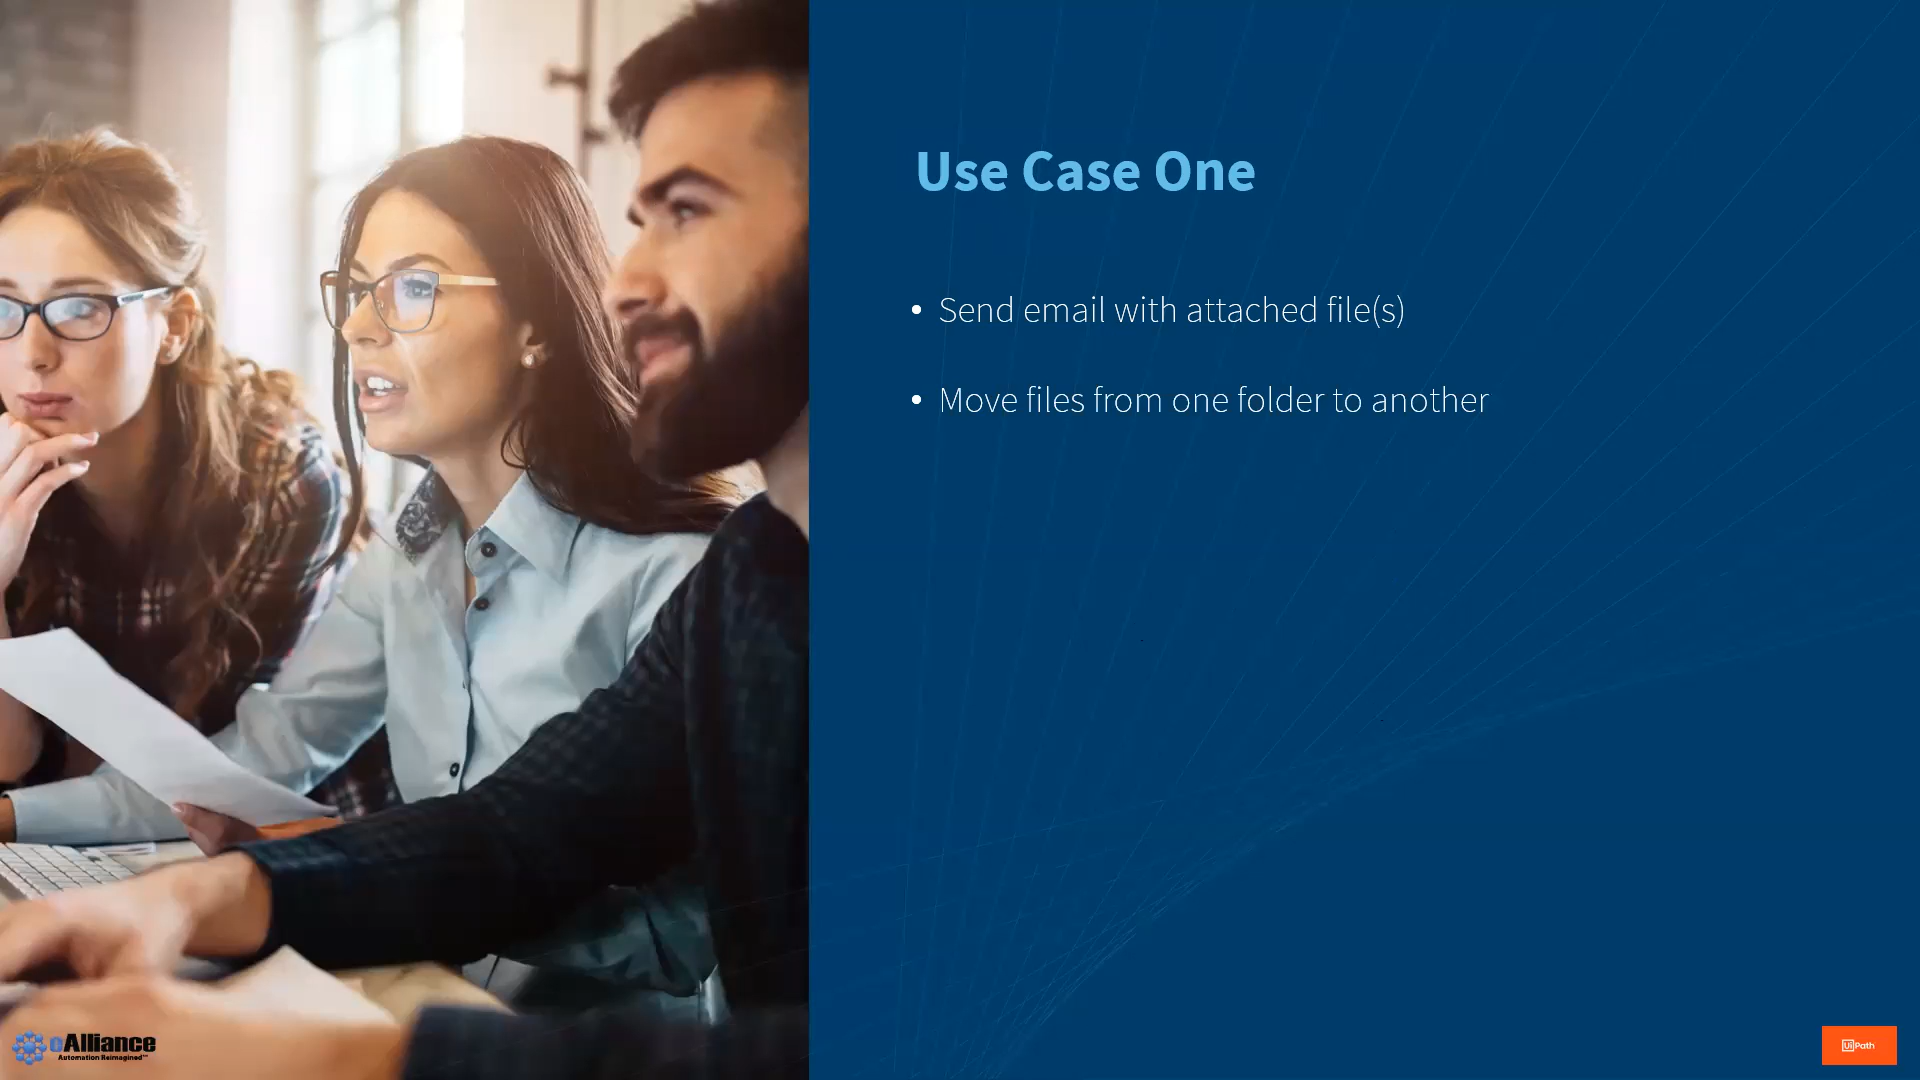 Use Case One
• Send email with attached file(s)
• Move files from one folder to another
eAlliance
Automation Reimagined™
UiPath